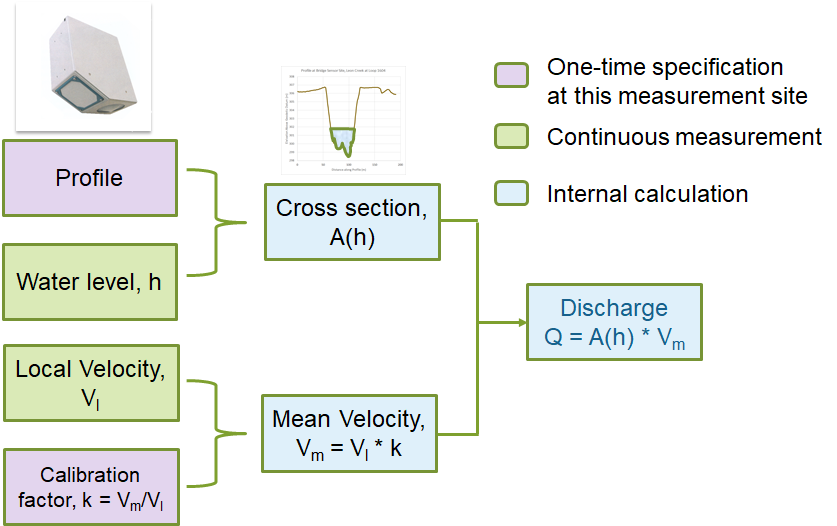 One-time specification
at this measurement site
Continuous measurement
Internal calculation
Profile
Water level, h
Local Velocity,
Vl
Calibration
factor, k = Vm/Vl
Cross section,
A(h)
Mean Velocity,
Vm = Vl * k
Discharge
Q = A(h) * Vm